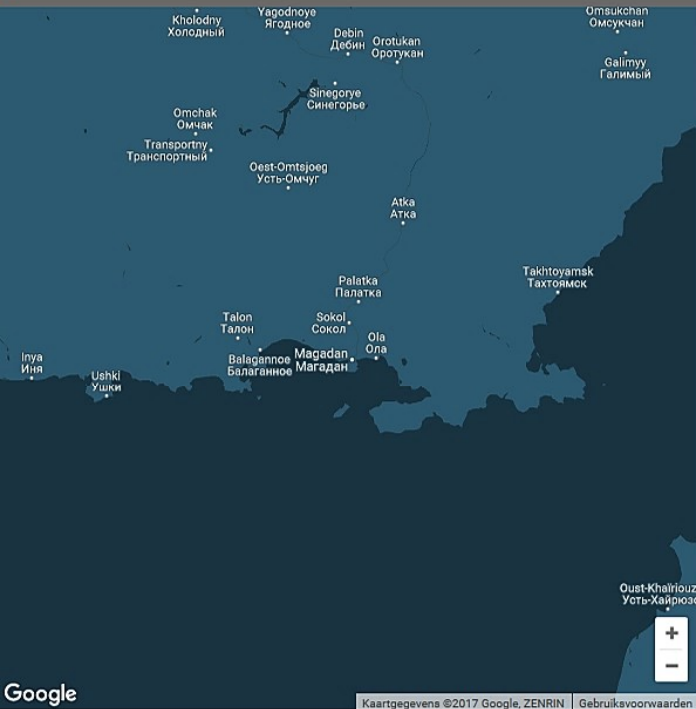 Kholodny
Холодный
Yagodnoye
Ягодное
Debin
Дебин
Orotukan
Оротукан
Omsukchan
Омсукчан
Galimyy
Галимый
Sinegorye
Синегорье
Omchak
Омчак
Transportny
Транспортный
Oest-Omtsjoeg
Усть-Омчуг
Atka
Атка
Takhtoyamsk
Тахтоямск
Palatka
Палатка
Talon
Талон
Sokol
Сокол
Ola
Ола
Inya
Иня
Balagannoe
Балаганное
Magadan
Магадан
Ushki
Ушки
Oust-Khaïriouz
Усть-Хайрюзо
+
−
Google
Kaartgegevens ©2017 Google, ZENRIN
Gebruiksvoorwaarden